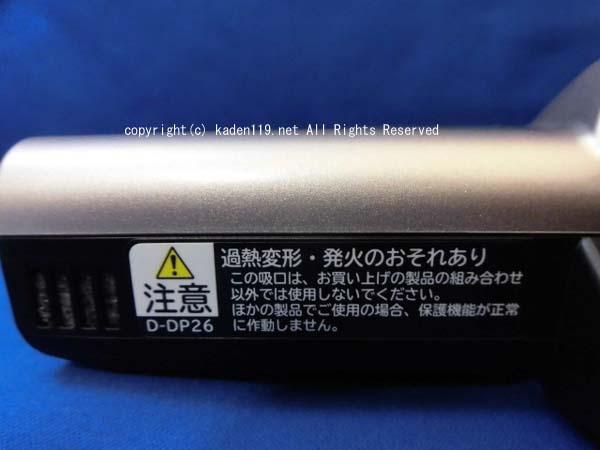 copyright(c) kaden119.net All Rights Reserved
過熱変形・発火のおそれあり
この吸口は、お買い上げの製品の組み合わせ
以外では使用しないでください。
ほかの製品でご使用の場合、保護機能が正常
に作動しません。
注意
D-DP26